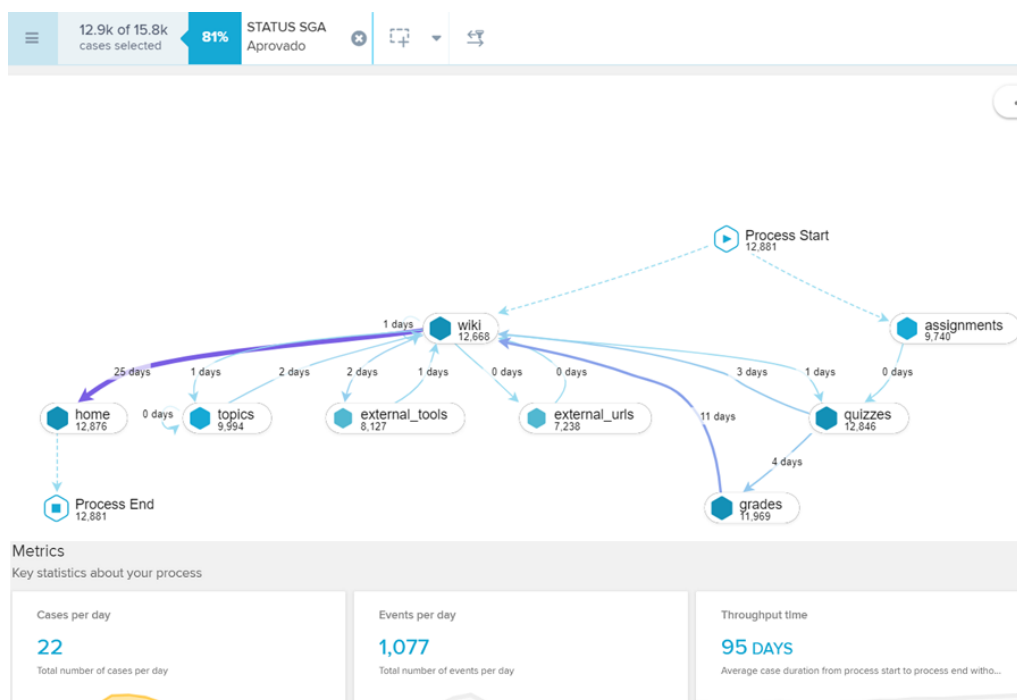 12.9k of 15.8k
cases selected
81%
STATUS SGA
Aprovado
Process Start
12,881
1 days
wiki
12,668
assignments
9,740
25 days
1 days
2 days
2 days
1 days
0 days
0 days
3 days
1 days
0 days
home
12,876
0 days
topics
9,994
external_tools
8,127
external_urls
7,238
11 days
quizzes
12,846
4 days
Process End
12,881
grades
11,969
Metrics
Key statistics about your process
Cases per day
Events per day
Throughput time
22
1,077
95 DAYS
Total number of cases per day
Total number of events per day
Average case duration from process start to process end witho...